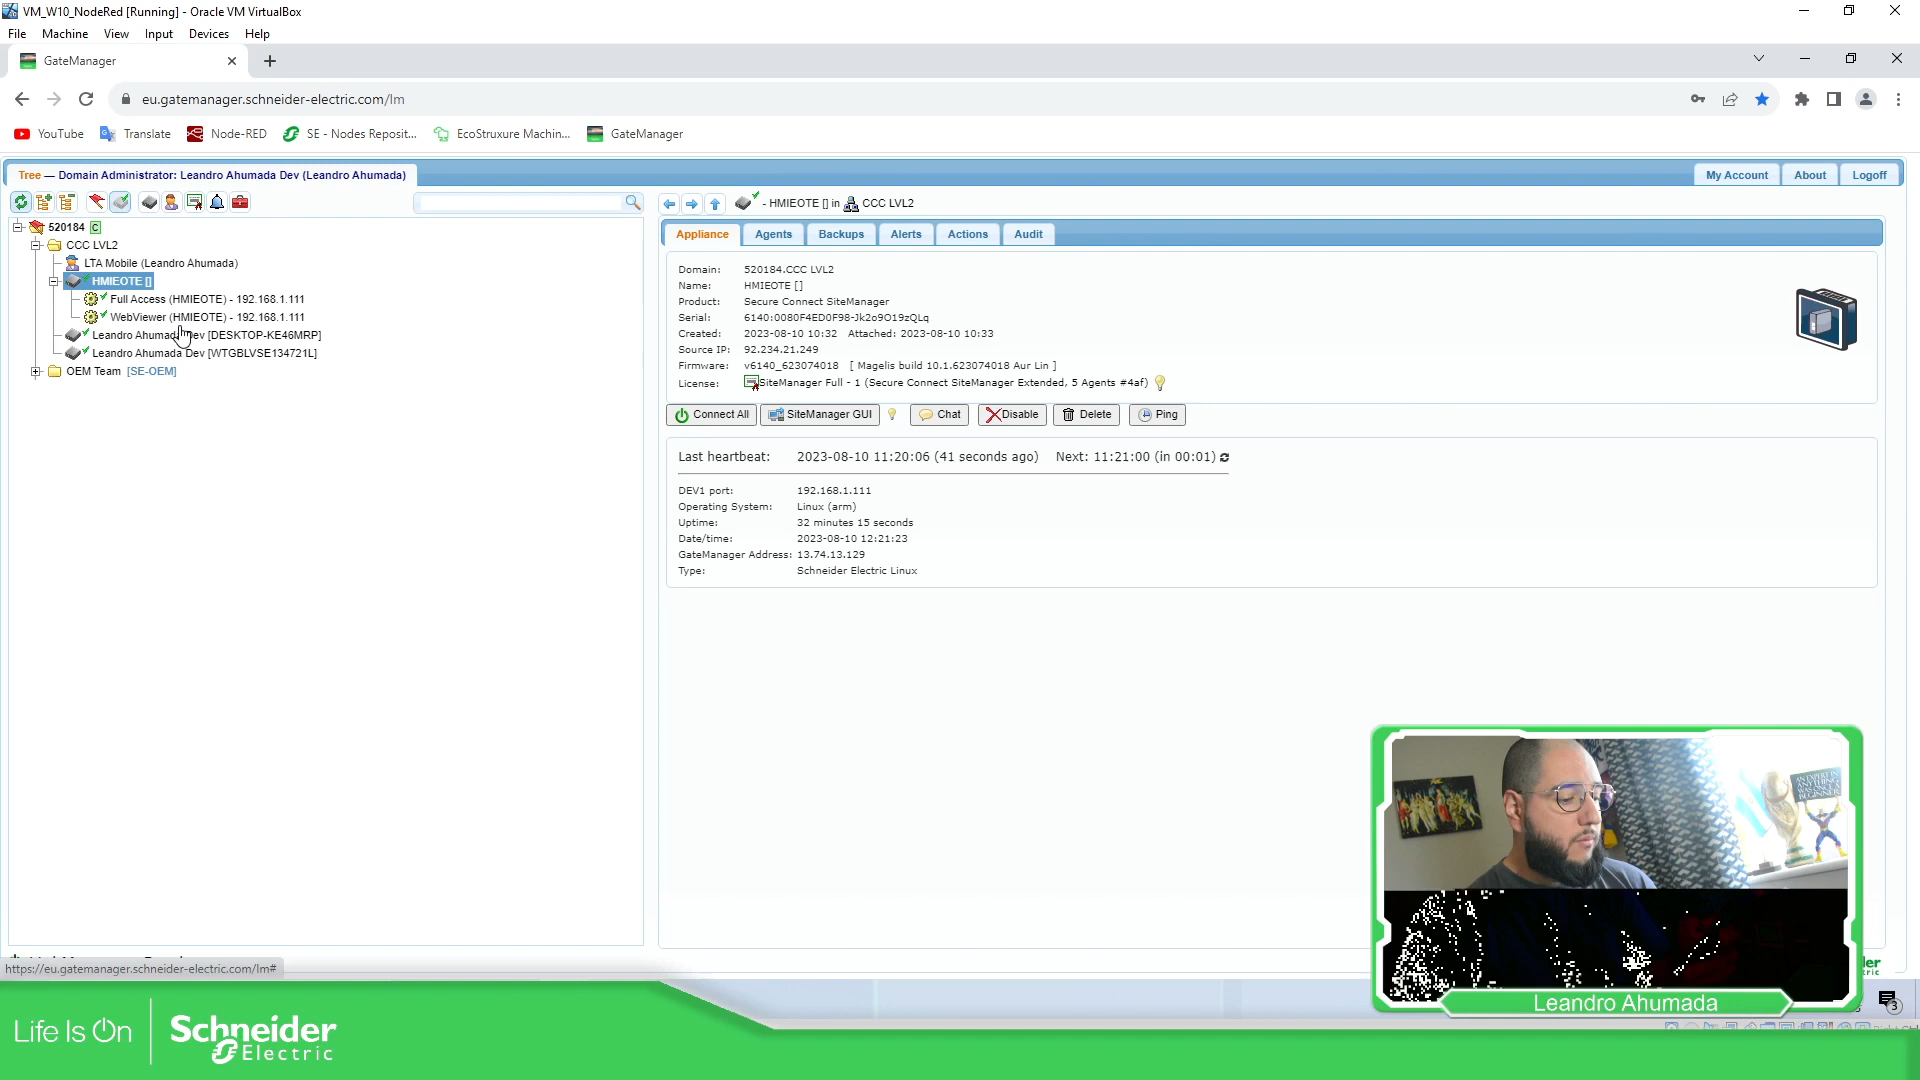 VM_W10_NodeRed [Running] - Oracle VM VirtualBox
File Machine View Input Devices Help
GateManager
eu.gatemanager.schneider-electric.com/lm
YouTube Translate Node-RED SE - Nodes Reposit... EcoStruxure Machin... GateManager
Tree — Domain Administrator: Leandro Ahumada Dev (Leandro Ahumada)
My Account About Logoff
- HMIEOTE [] in CCC LVL2
520184 C
CCC LVL2
LTA Mobile (Leandro Ahumada)
HMIEOTE []
Full Access (HMIEOTE) - 192.168.1.111
WebViewer (HMIEOTE) - 192.168.1.111
Leandro Ahumada Dev [DESKTOP-KE46MRP]
Leandro Ahumada Dev [WTGBLVSE134721L]
OEM Team [SE-OEM]
Appliance Agents Backups Alerts Actions Audit
Domain: 520184.CCC LVL2
Name: HMIEOTE []
Product: Secure Connect SiteManager
Serial: 6140:0080F4ED0F98-Jk2o9O19zQLq
Created: 2023-08-10 10:32 Attached: 2023-08-10 10:33
Source IP: 92.234.21.249
Firmware: v6140_623074018 [ Magelis build 10.1.623074018 Aur Lin ]
License: SiteManager Full - 1 (Secure Connect SiteManager Extended, 5 Agents #4af)
Connect All SiteManager GUI Chat Disable Delete Ping
Last heartbeat: 2023-08-10 11:20:06 (41 seconds ago) Next: 11:21:00 (in 00:01)
DEV1 port: 192.168.1.111
Operating System: Linux (arm)
Uptime: 32 minutes 15 seconds
Date/time: 2023-08-10 12:21:23
GateManager Address: 13.74.13.129
Type: Schneider Electric Linux
AN EXPERT IN
ANYTHING
WAS ONCE A
BEGINNER
https://eu.gatemanager.schneider-electric.com/lm#
Life Is On
Schneider
Electric
Leandro Ahumada
3